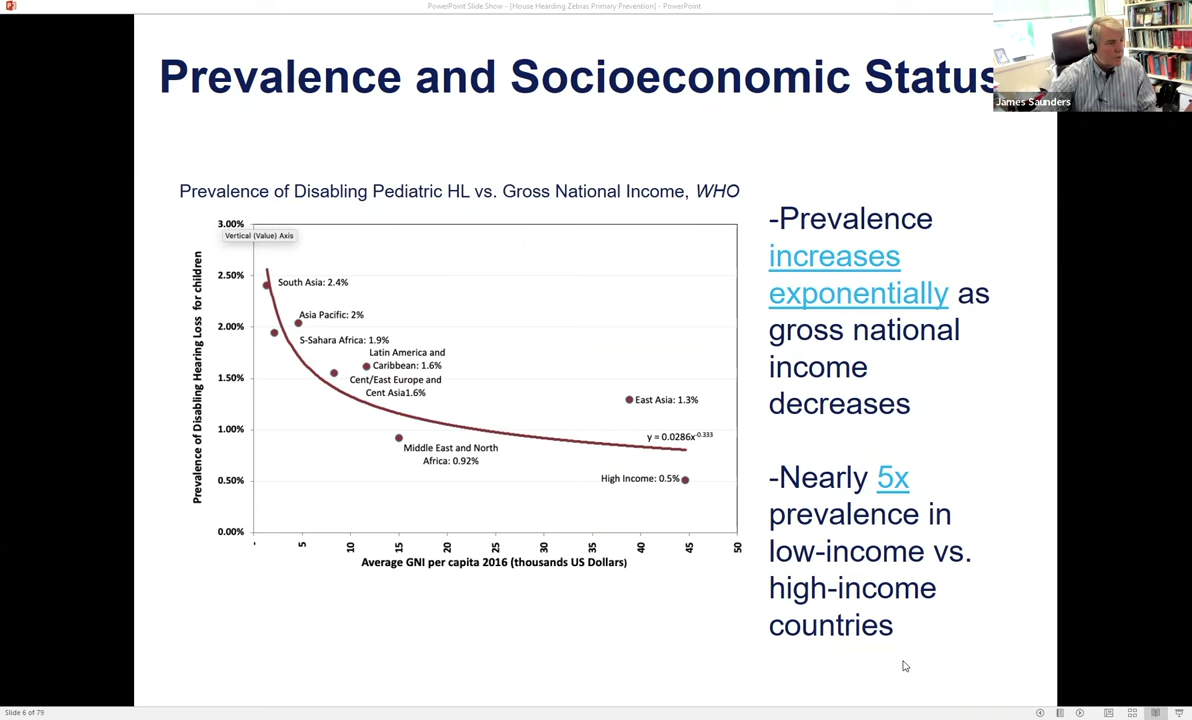 PowerPoint Slide Show - [House Hearding Zebras Primary Prevention] - PowerPoint
James Saunders
Prevalence and Socioeconomic Status
Prevalence of Disabling Pediatric HL vs. Gross National Income, WHO
3.00%
2.50%
2.00%
1.50%
1.00%
0.50%
0.00%
Vertical (Value) Axis
Prevalence of Disabling Hearing Loss for children
South Asia: 2.4%
Asia Pacific: 2%
S-Sahara Africa: 1.9%
Latin America and
Caribbean: 1.6%
Cent/East Europe and
Cent Asia1.6%
East Asia: 1.3%
y = 0.0286x-0.333
Middle East and North
Africa: 0.92%
High Income: 0.5%
- 5 10 15 20 25 30 35 40 45 50
Average GNI per capita 2016 (thousands US Dollars)
-Prevalence
increases
exponentially as
gross national
income
decreases
-Nearly 5x
prevalence in
low-income vs.
high-income
countries
Slide 6 of 79